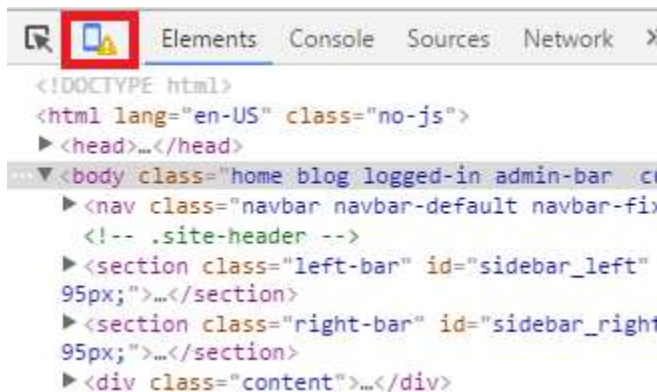 Elements Console Sources Network
<!DOCTYPE html>
<html lang="en-US" class="no-js">
▶<head>…</head>
…▼<body class="home blog logged-in admin-bar
▶<nav class="navbar navbar-default navbar-fix
<!-- .site-header -->
▶<section class="left-bar" id="sidebar_left"
95px;">…</section>
▶<section class="right-bar" id="sidebar_right
95px;">…</section>
▶<div class="content">…</div>